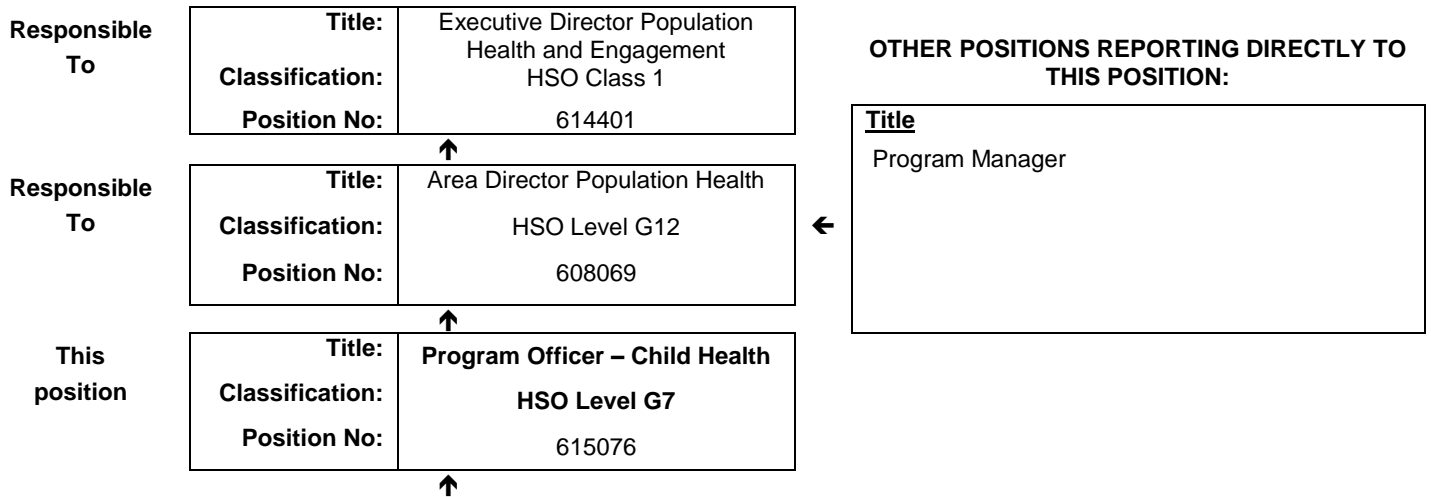 Responsible
To
Title: Executive Director Population
Health and Engagement
Classification: HSO Class 1
Position No: 614401
OTHER POSITIONS REPORTING DIRECTLY TO
THIS POSITION:
Title
Program Manager
Responsible
To
Title: Area Director Population Health
Classification: HSO Level G12
Position No: 608069
This
position
Title: Program Officer – Child Health
Classification: HSO Level G7
Position No: 615076